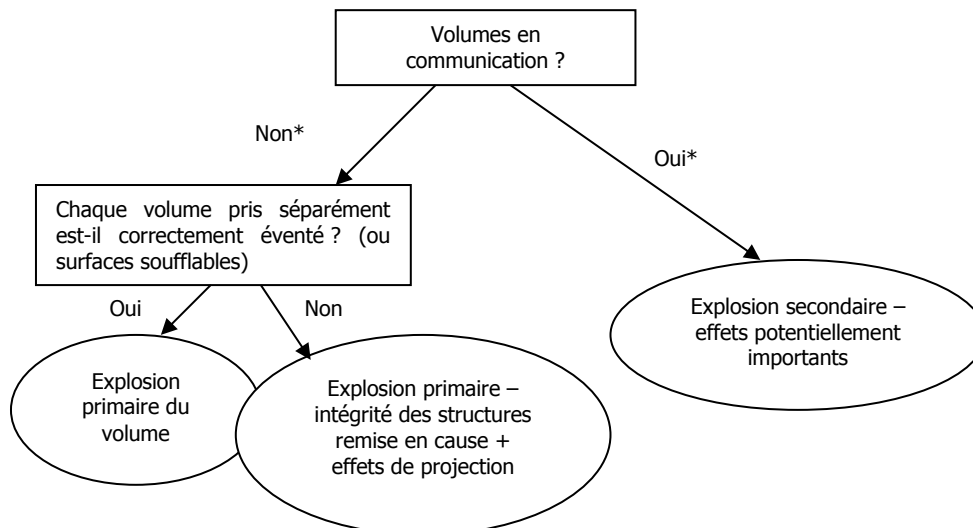 Volumes en
communication ?
Non*
Oui*
Chaque volume pris séparément
est-il correctement éventé ? (ou
surfaces soufflables)
Oui
Non
Explosion secondaire –
effets potentiellement
importants
Explosion
primaire du
volume
Explosion primaire –
intégrité des structures
remise en cause +
effets de projection